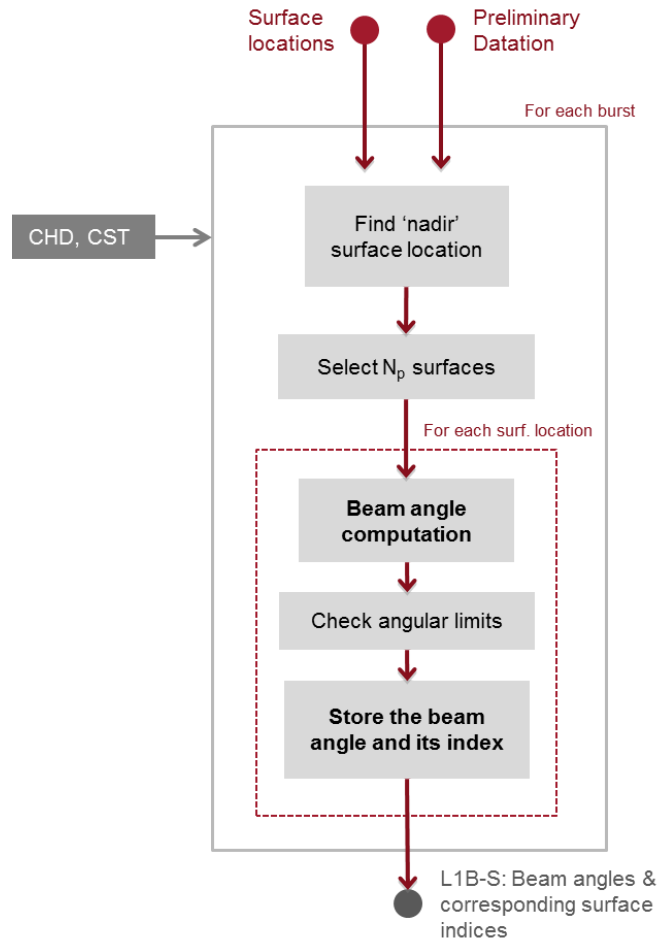 Surface
locations
Preliminary
Datation
For each burst
Find ‘nadir’
surface location
CHD, CST
Select Np surfaces
For each surf. location
Beam angle
computation
Check angular limits
Store the beam
angle and its index
L1B-S: Beam angles &
corresponding surface
indices